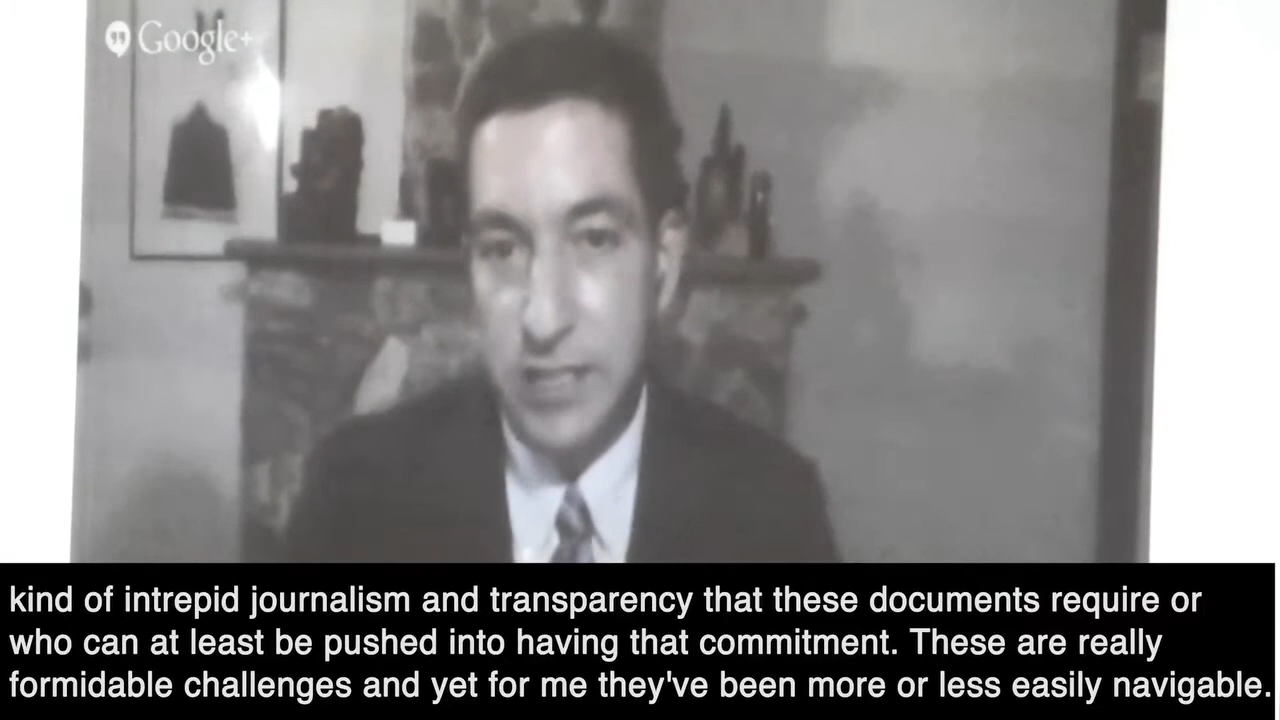 Google+
kind of intrepid journalism and transparency that these documents require or
who can at least be pushed into having that commitment. These are really
formidable challenges and yet for me they've been more or less easily navigable.